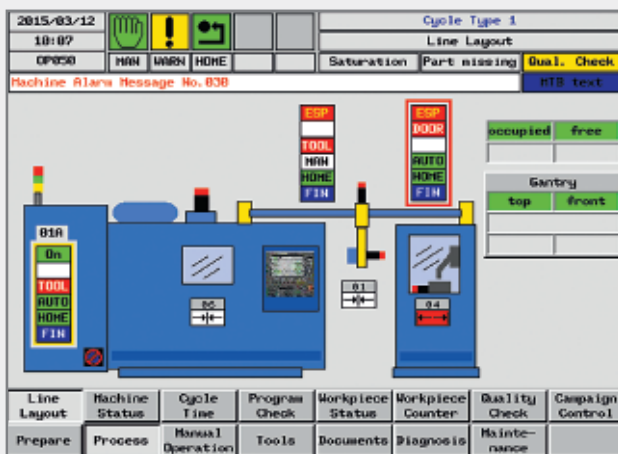 2015/03/12
Cycle Type 1
10:07
Line Layout
OP050
MAN
WARN
HOME
Saturation
Part missing
Qual. Check
Machine Alarm Message No.030
MTB text
ESP
TOOL
MAN
HOME
FIN
ESP
DOOR
AUTO
HOME
FIN
occupied
free
Gantry
top
front
01A
On
TOOL
AUTO
HOME
FIN
01
04
Line
Layout
Machine
Status
Cycle
Time
Program
Check
Workpiece
Status
Workpiece
Counter
Quality
Check
Campaign
Control
Prepare
Process
Manual
Operation
Tools
Documents
Diagnosis
Mainte-
nance